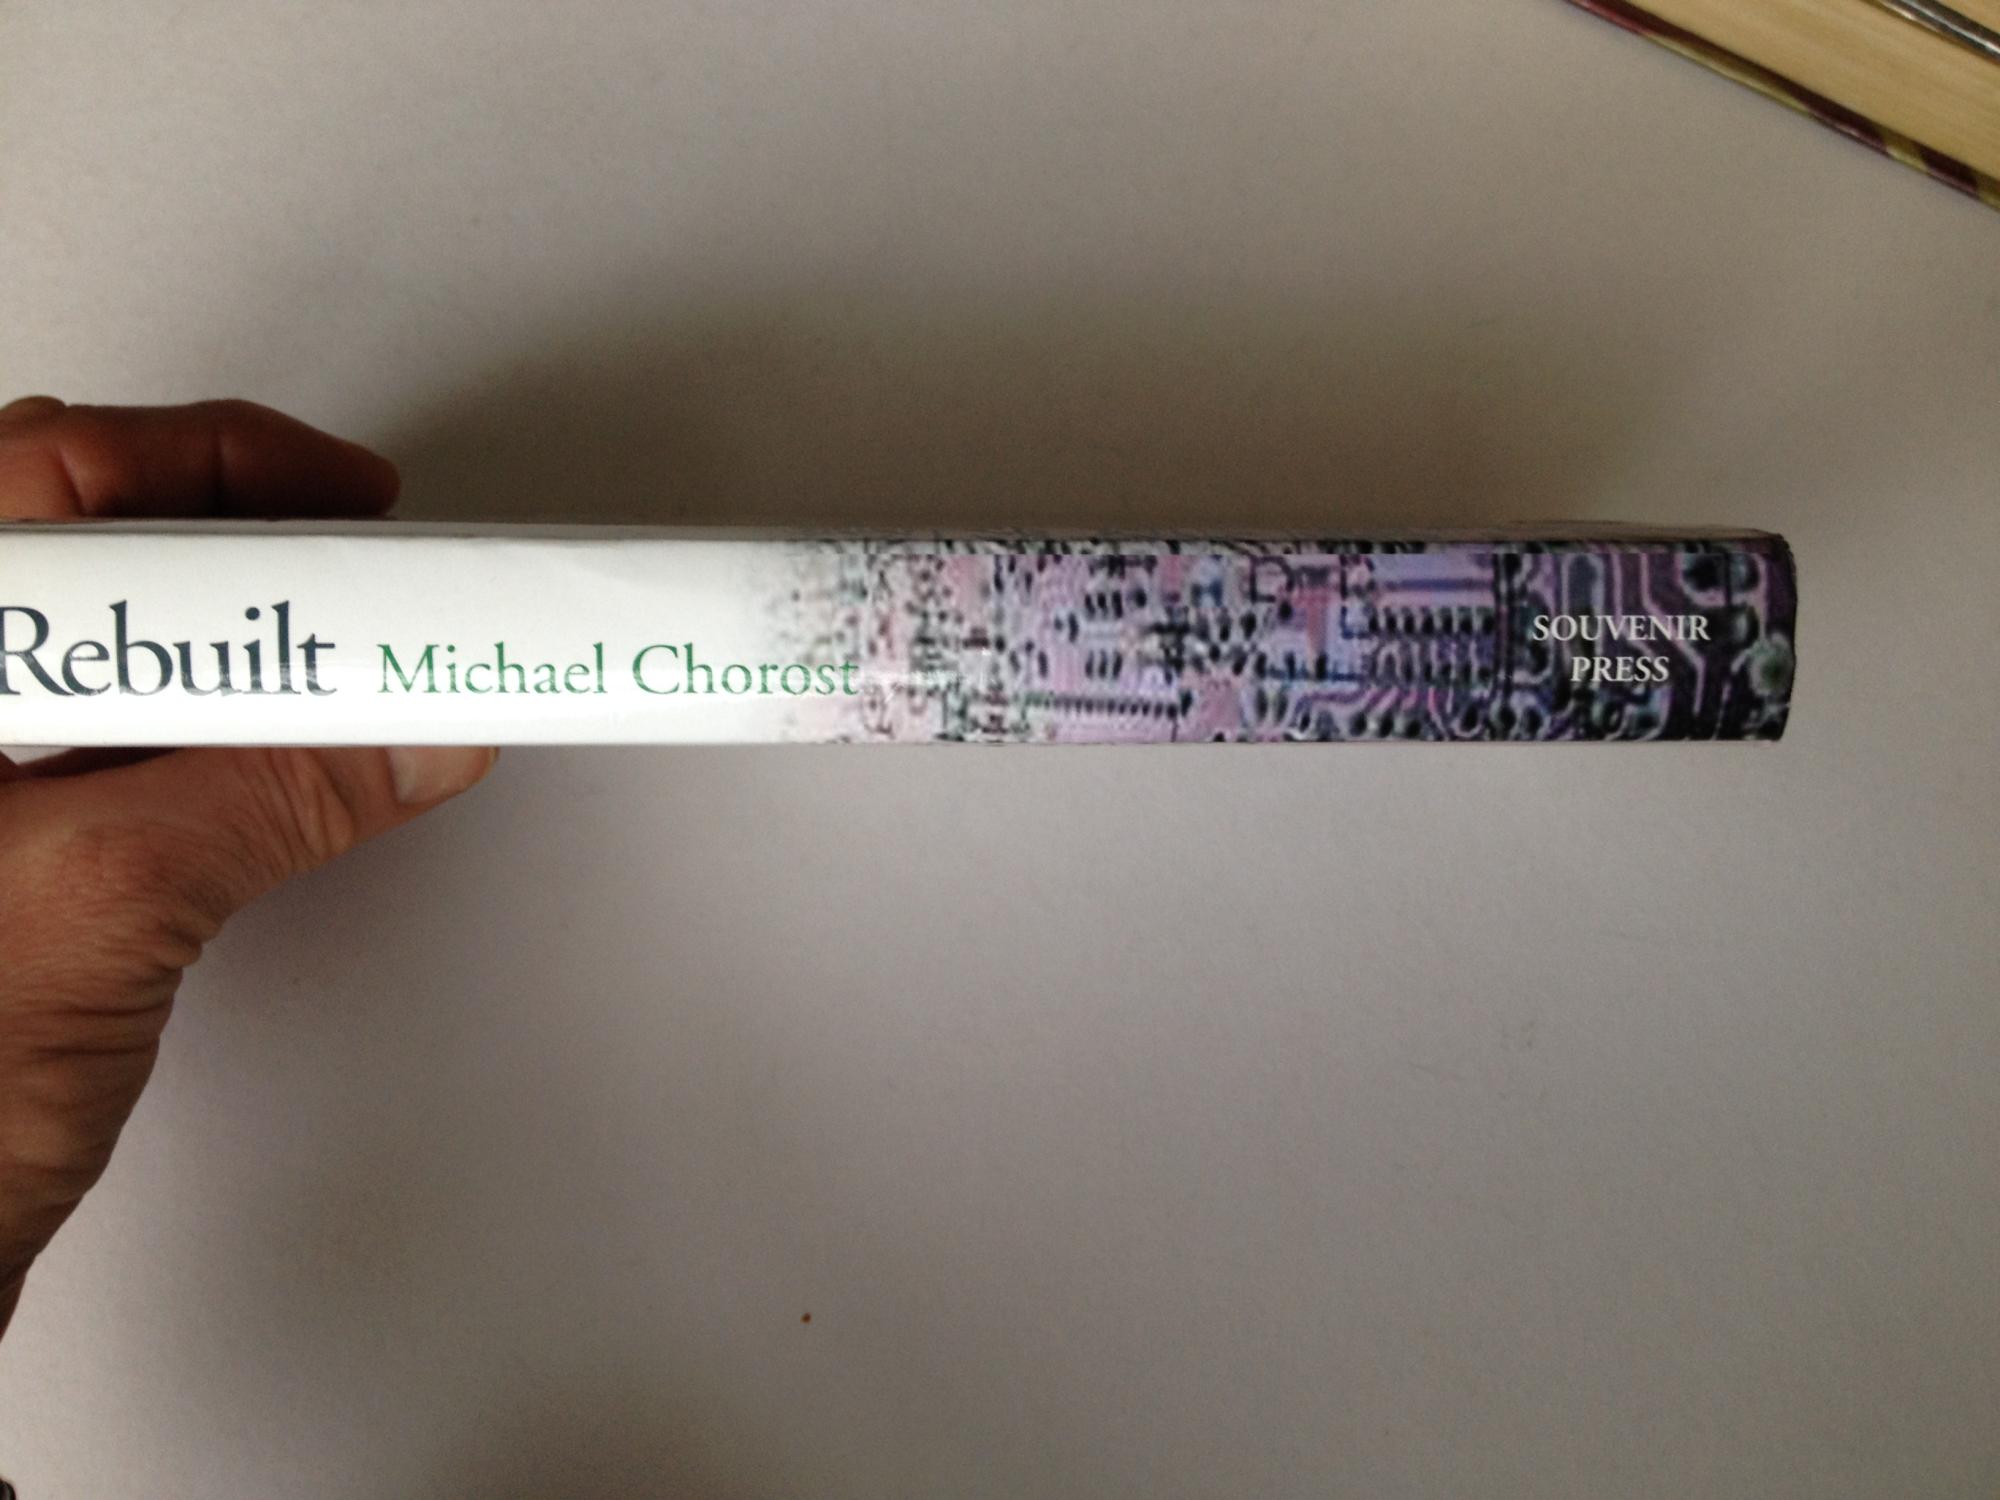 Rebuilt Michael Chorost
SOUVENIR
PRESS